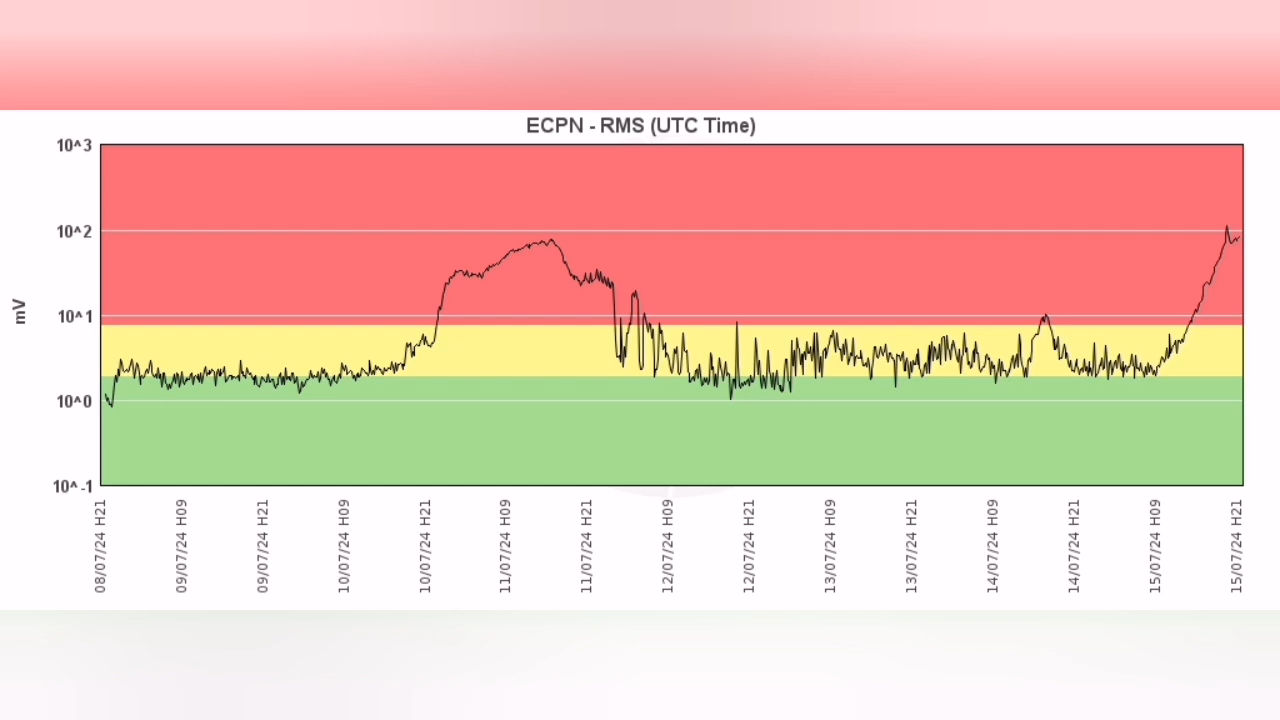 ECPN - RMS (UTC Time)
10^3
10^2
10^1
10^0
10^-1
mV
08/07/24 H21
09/07/24 H09
09/07/24 H21
10/07/24 H09
10/07/24 H21
11/07/24 H09
11/07/24 H21
12/07/24 H09
12/07/24 H21
13/07/24 H09
13/07/24 H21
14/07/24 H09
14/07/24 H21
15/07/24 H09
15/07/24 H21